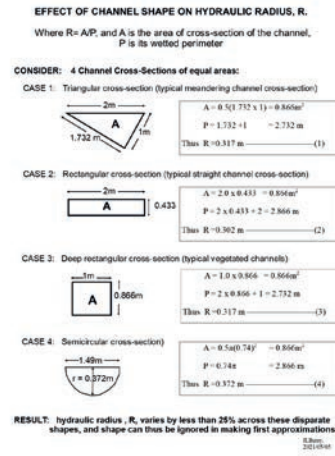 EFFECT OF CHANNEL SHAPE ON HYDRAULIC RADIUS, R.
Where R= A/P, and A is the area of cross-section of the channel,
P is its wetted perimeter
CONSIDER: 4 Channel Cross-Sections of equal areas:
CASE 1: Triangular cross-section (typical meandering channel cross-section)
2m
A
1m
1.732 m
A= 0.5(1.732 x 1) = 0.866m²
P= 1.732 +1 = 2.732 m
Thus R=0.317 m (1)
CASE 2: Rectangular cross-section (typical straight channel cross-section)
2m
A
0.433
A= 2.0 x 0.433 = 0.866m²
P= 2 x 0.433 + 2 = 2.866 m
Thus R=0.302 m (2)
CASE 3: Deep rectangular cross-section (typical vegetated channels)
1m
A
0.866m
A= 1.0 x 0.866 = 0.866m²
P= 2 x 0.866 + 1 = 2.732 m
Thus R=0.317 m (3)
CASE 4: Semicircular cross-section)
1.49m
r = 0.372m
A= 0.5π(0.74)² = 0.866m²
P= 0.74π = 2.866 m
Thus R=0.372 m (4)
RESULT: hydraulic radius , R, varies by less than 25% across these disparate
shapes, and shape can thus be ignored in making first approximations